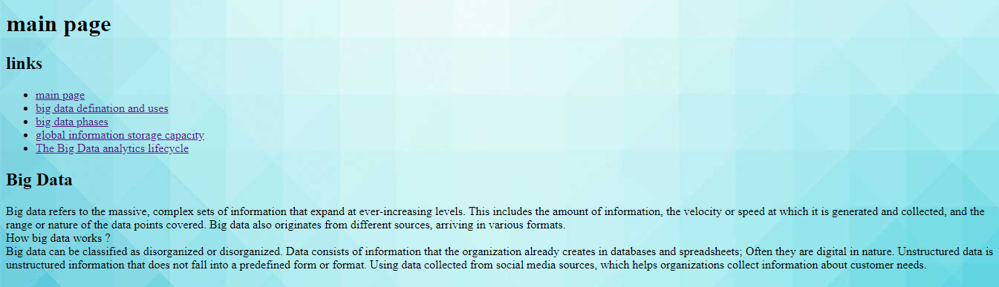 main page
links
main page
big data defination and uses
big data phases
global information storage capacity
The Big Data analytics lifecycle
Big Data
Big data refers to the massive, complex sets of information that expand at ever-increasing levels. This includes the amount of information, the velocity or speed at which it is generated and collected, and the
range or nature of the data points covered. Big data also originates from different sources, arriving in various formats.
How big data works ?
Big data can be classified as disorganized or disorganized. Data consists of information that the organization already creates in databases and spreadsheets; Often they are digital in nature. Unstructured data is
unstructured information that does not fall into a predefined form or format. Using data collected from social media sources, which helps organizations collect information about customer needs.